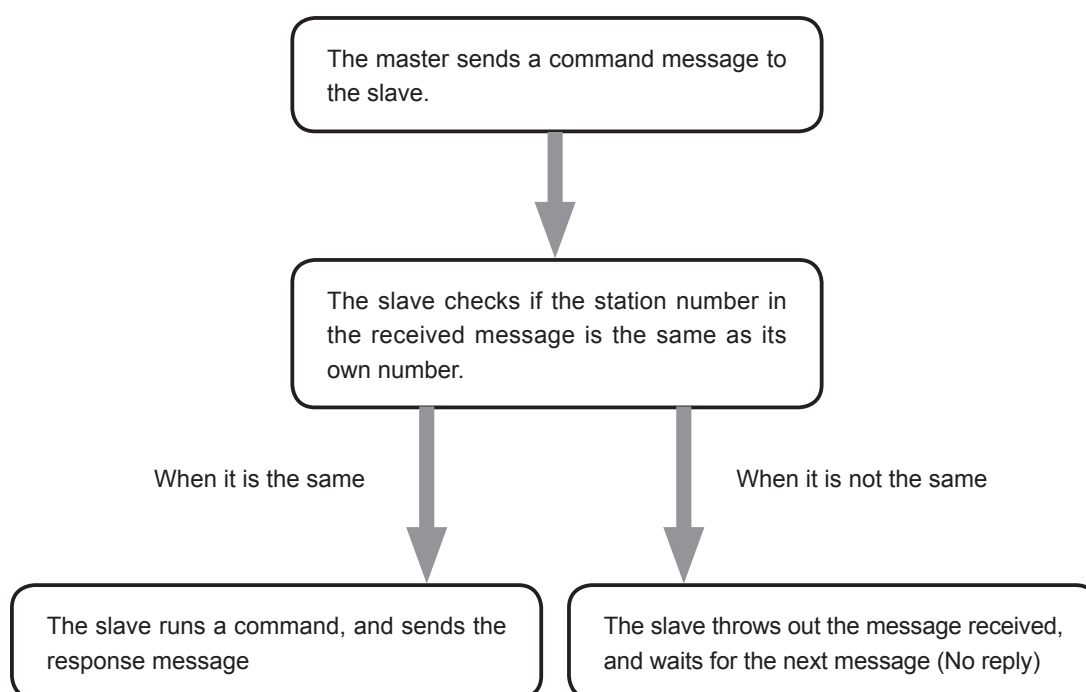 The master sends a command message to
the slave.
The slave checks if the station number in
the received message is the same as its
own number.
When it is the same
When it is not the same
The slave runs a command, and sends the
response message
The slave throws out the message received,
and waits for the next message (No reply)